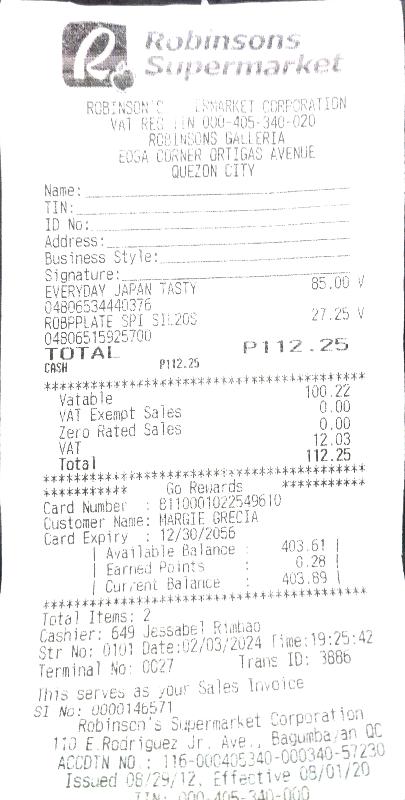 Robinsons
Supermarket
ROBINSON'S SUPERMARKET CORPORATION
VAT REG TIN 000-405-340-020
ROBINSONS GALLERIA
EDSA CORNER ORTIGAS AVENUE
QUEZON CITY
Name:
TIN:
ID No:
Address:
Business Style:
Signature:
EVERYDAY JAPAN TASTY 85.00 V
04806534440376
ROBPPLATE SPI SIL20S 27.25 V
04806515925700
TOTAL P112.25
CASH P112.25
************************************
Vatable 100.22
VAT Exempt Sales 0.00
Zero Rated Sales 0.00
VAT 12.03
Total 112.25
************************************
*********** Go Rewards ***********
Card Number : 8110001022549610
Customer Name: MARGIE GRECIA
Card Expiry : 12/30/2056
| Available Balance : 403.61 |
| Earned Points : 0.28 |
| Current Balance : 403.89 |
************************************
Total Items: 2
Cashier: 649 Jessabel Rimbao
Str No: 0101 Date:02/03/2024 Time:19:25:42
Terminal No: 0027 Trans ID: 3886
This serves as your Sales Invoice
SI No: 0000146571
Robinson's Supermarket Corporation
110 E.Rodriguez Jr. Ave., Bagumbayan QC
ACCDTN NO.: 116-000405340-000340-57230
Issued 08/29/12, Effective 08/01/20
TIN: 000-405-340-000